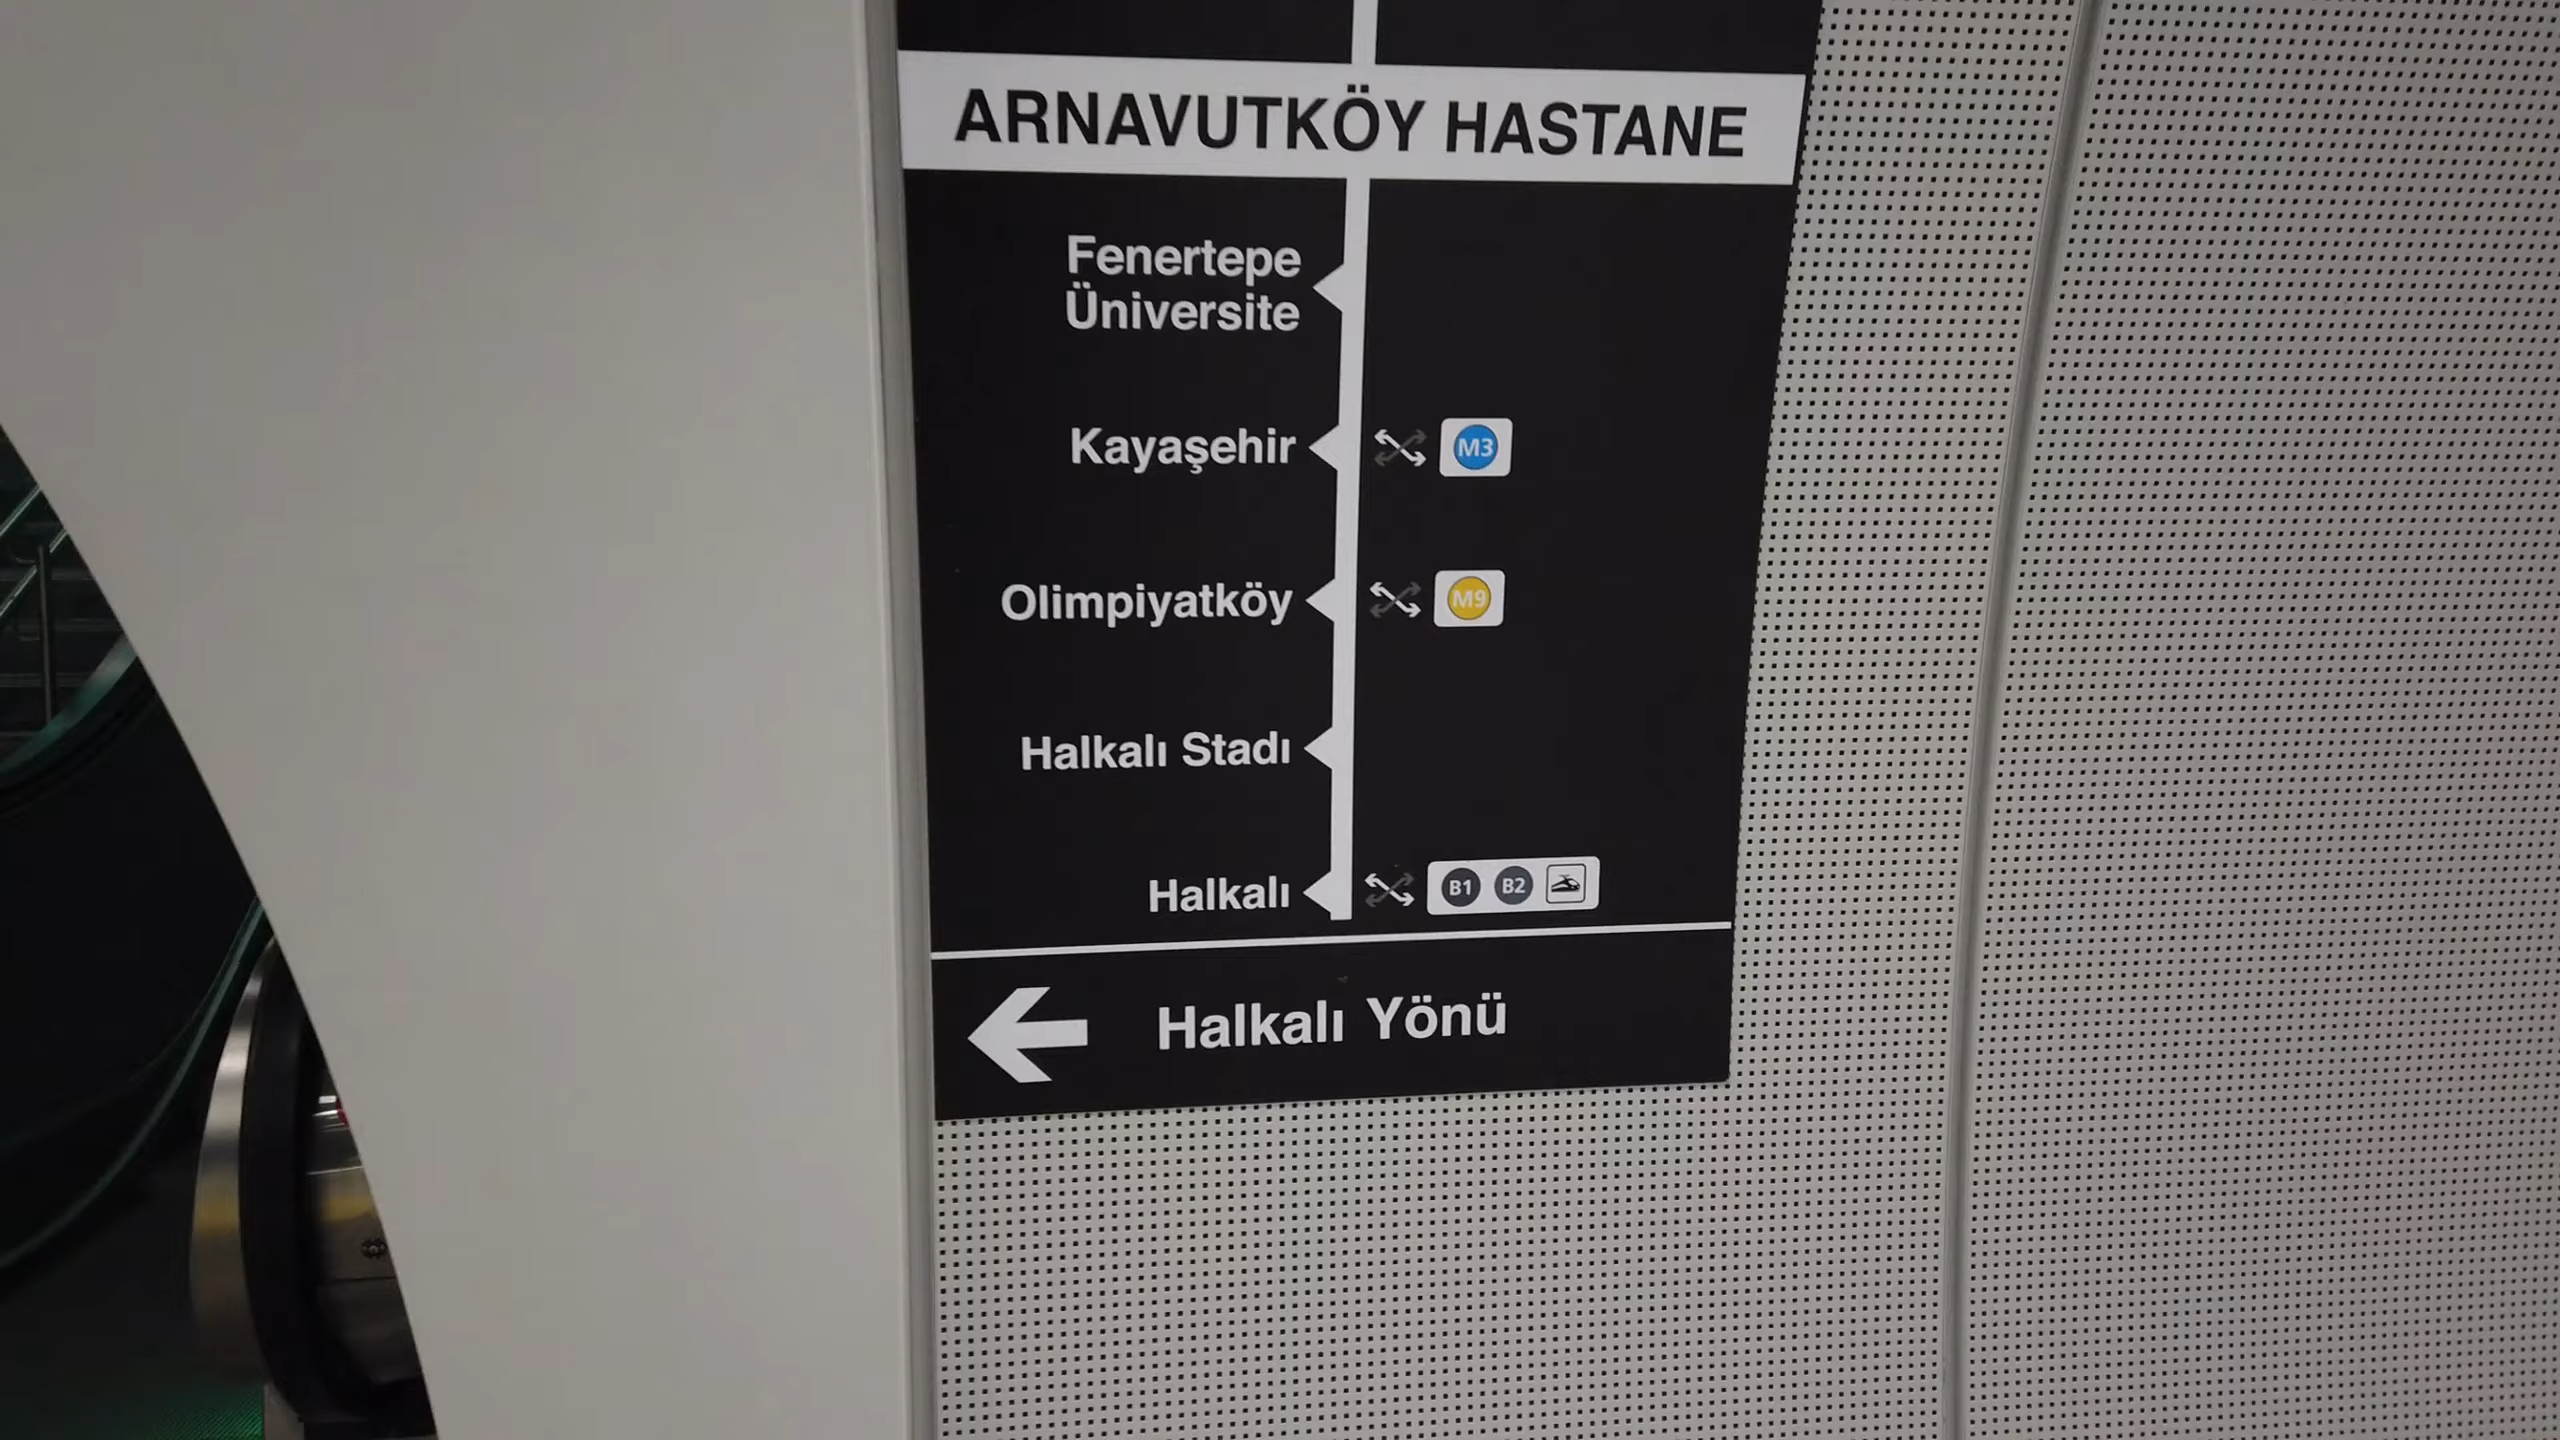 ARNAVUTKÖY HASTANE
Fenertepe
Üniversite
Kayaşehir M3
Olimpiyatköy M9
Halkalı Stadı
Halkalı B1 B2
Halkalı Yönü